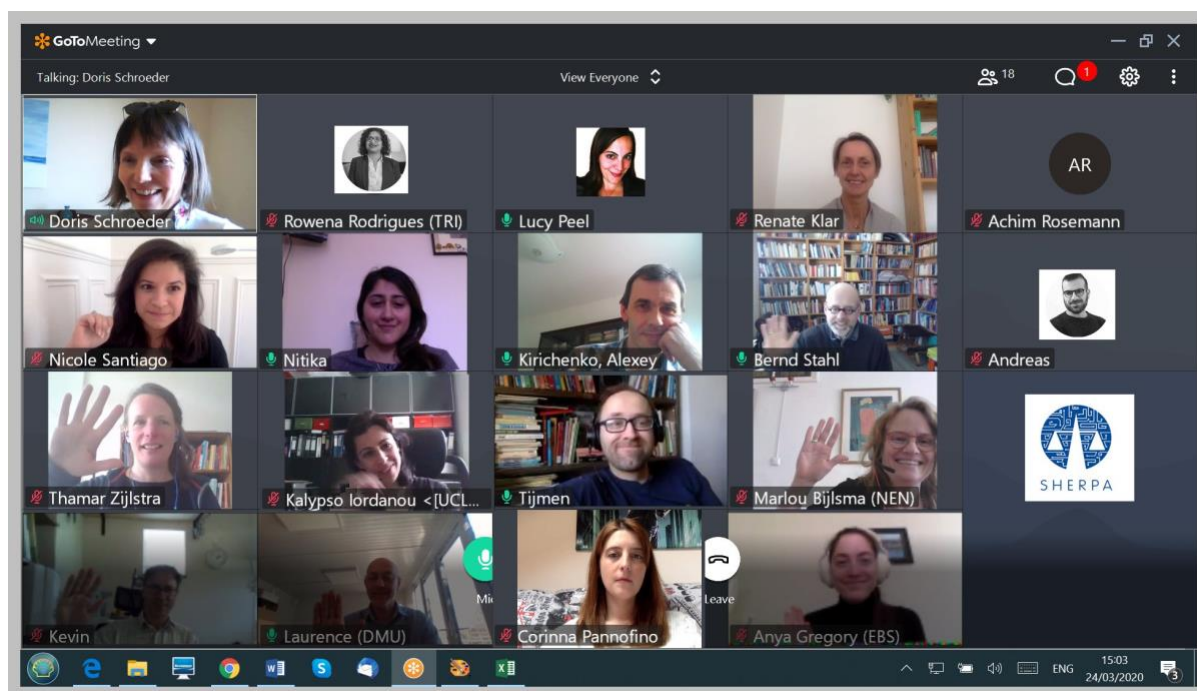 GoToMeeting
Talking: Doris Schroeder
View Everyone
18
1
Doris Schroeder
Rowena Rodrigues (TRI)
Lucy Peel
Renate Klar
AR
Achim Rosemann
Nicole Santiago
Nitika
Kirichenko, Alexey
Bernd Stahl
Andreas
Thamar Zijlstra
Kalypso Iordanou <[UCL...
Tijmen
Marlou Bijlsma (NEN)
SHERPA
Kevin
Laurence (DMU)
Mic
Corinna Pannofino
Leave
Anya Gregory (EBS)
ENG
15:03
24/03/2020
3